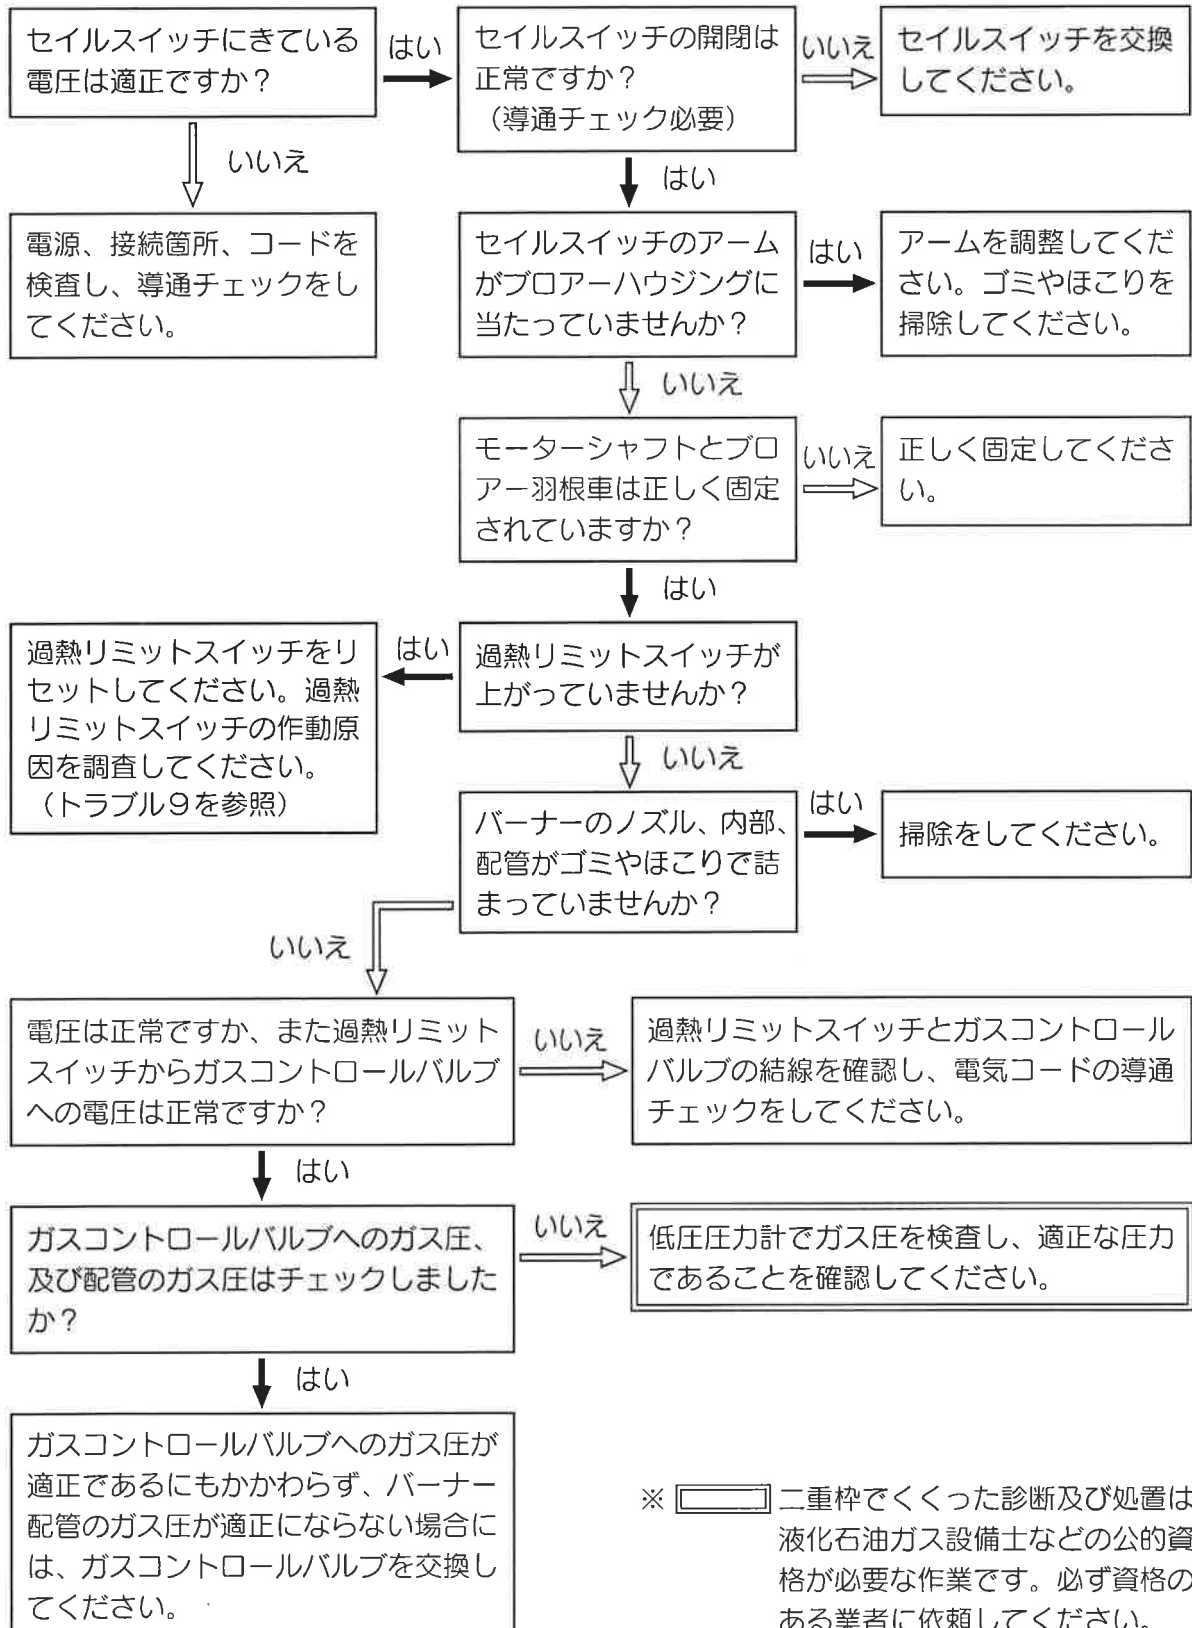 セイルスイッチにきている
電圧は適正ですか？
はい
セイルスイッチの開閉は
正常ですか？
（導通チェック必要）
いいえ
セイルスイッチを交換
してください。
いいえ
はい
電源、接続箇所、コードを
検査し、導通チェックをし
てください。
セイルスイッチのアーム
がブロアーハウジングに
当たっていませんか？
はい
アームを調整してくだ
さい。ゴミやほこりを
掃除してください。
いいえ
モーターシャフトとブロ
アー羽根車は正しく固定
されていますか？
いいえ
正しく固定してくださ
い。
はい
過熱リミットスイッチをリ
セットしてください。過熱
リミットスイッチの作動原
因を調査してください。
（トラブル９を参照）
はい
過熱リミットスイッチが
上がっていませんか？
いいえ
バーナーのノズル、内部、
配管がゴミやほこりで詰
まっていませんか？
はい
掃除をしてください。
いいえ
電圧は正常ですか、また過熱リミット
スイッチからガスコントロールバルブ
への電圧は正常ですか？
いいえ
過熱リミットスイッチとガスコントロール
バルブの結線を確認し、電気コードの導通
チェックをしてください。
はい
ガスコントロールバルブへのガス圧、
及び配管のガス圧はチェックしました
か？
いいえ
低圧圧力計でガス圧を検査し、適正な圧力
であることを確認してください。
はい
ガスコントロールバルブへのガス圧が
適正であるにもかかわらず、バーナー
配管のガス圧が適正にならない場合に
は、ガスコントロールバルブを交換し
てください。
※ 二重枠でくくった診断及び処置は
液化石油ガス設備士などの公的資
格が必要な作業です。必ず資格の
ある業者に依頼してください。